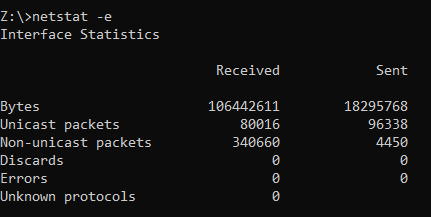 Z:\>netstat -e
Interface Statistics
Received Sent
Bytes 106442611 18295768
Unicast packets 80016 96338
Non-unicast packets 340660 4450
Discards 0 0
Errors 0 0
Unknown protocols 0